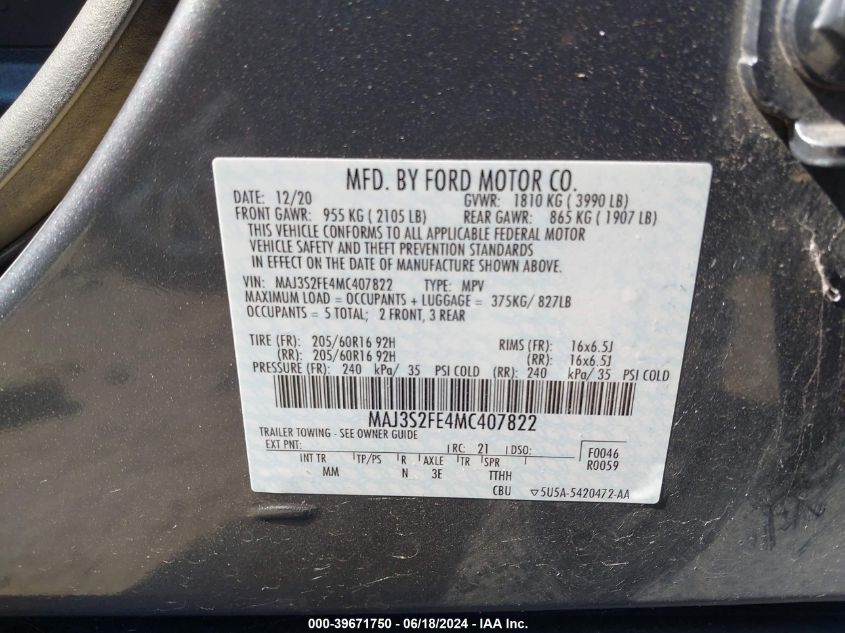 MFD. BY FORD MOTOR CO.
DATE: 12/20 GVWR: 1810 KG ( 3990 LB)
FRONT GAWR: 955 KG ( 2105 LB) REAR GAWR: 865 KG ( 1907 LB)
THIS VEHICLE CONFORMS TO ALL APPLICABLE FEDERAL MOTOR
VEHICLE SAFETY AND THEFT PREVENTION STANDARDS
IN EFFECT ON THE DATE OF MANUFACTURE SHOWN ABOVE.
VIN: MAJ3S2FE4MC407822 TYPE: MPV
MAXIMUM LOAD = OCCUPANTS + LUGGAGE = 375KG/ 827LB
OCCUPANTS = 5 TOTAL; 2 FRONT, 3 REAR
TIRE (FR): 205/60R16 92H RIMS (FR): 16x6.5J
(RR): 205/60R16 92H (RR): 16x6.5J
PRESSURE (FR): 240 kPa/ 35 PSI COLD (RR): 240 kPa/ 35 PSI COLD
MAJ3S2FE4MC407822
TRAILER TOWING - SEE OWNER GUIDE
EXT PNT: RC: 21 DSO: F0046
R0059
INT TR TP/PS R AXLE TR SPR
MM N 3E TTHH
CBU ▽5U5A-5420472-AA
000-39671750 - 06/18/2024 - IAA Inc.